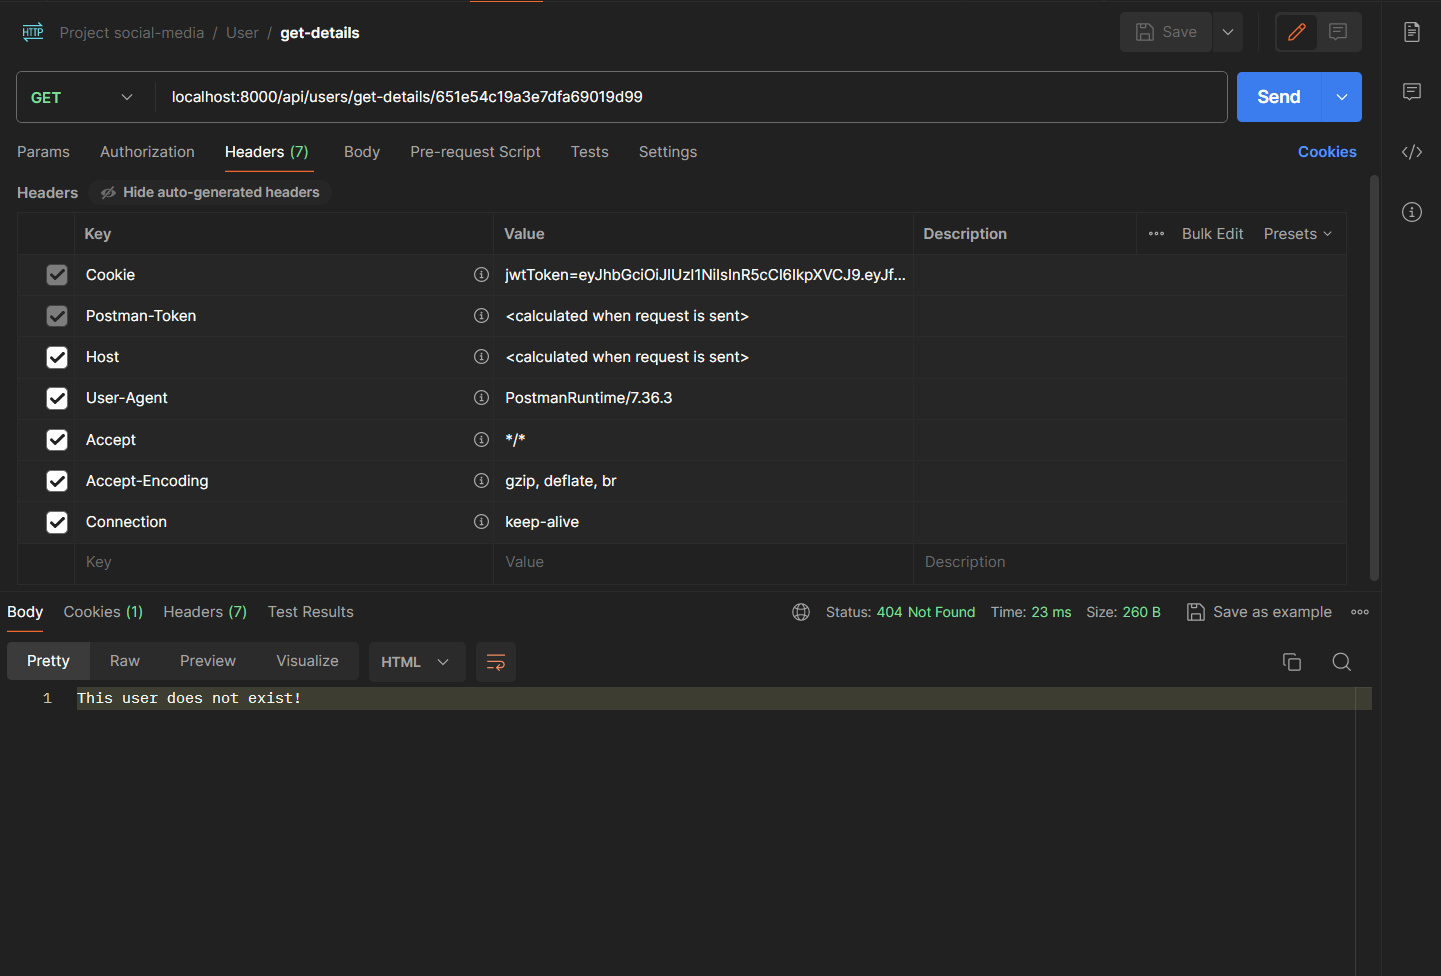 HTTP Project social-media / User / get-details Save
GET localhost:8000/api/users/get-details/651e54c19a3e7dfa69019d99 Send
Params Authorization Headers (7) Body Pre-request Script Tests Settings Cookies
Headers Hide auto-generated headers
Key Value Description Bulk Edit Presets
Cookie jwtToken=eyJhbGciOiJIUzI1NiIsInR5cCI6IkpXVCJ9.eyJf...
Postman-Token <calculated when request is sent>
Host <calculated when request is sent>
User-Agent PostmanRuntime/7.36.3
Accept */*
Accept-Encoding gzip, deflate, br
Connection keep-alive
Key Value Description
Body Cookies (1) Headers (7) Test Results Status: 404 Not Found Time: 23 ms Size: 260 B Save as example
Pretty Raw Preview Visualize HTML
1 This user does not exist!